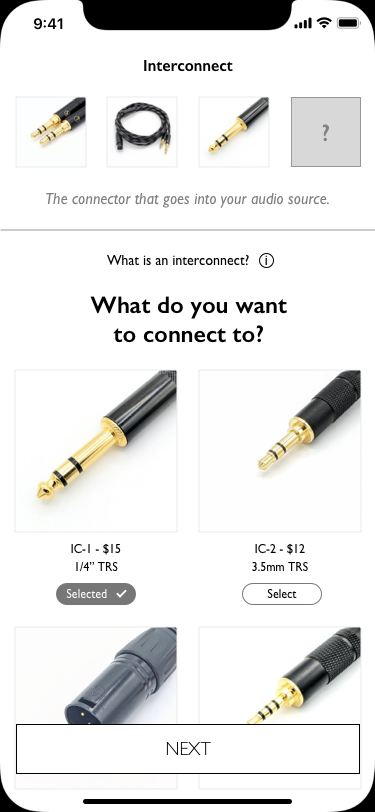 9:41
Interconnect
?
The connector that goes into your audio source.
What is an interconnect? i
What do you want
to connect to?
IC-1 - $15
1/4” TRS
Selected
IC-2 - $12
3.5mm TRS
Select
NEXT